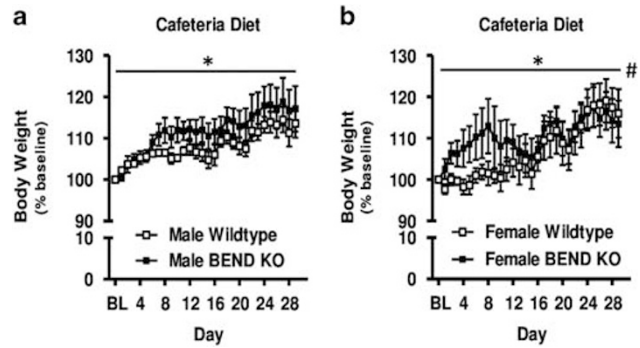 a
Cafeteria Diet
*
130
120
110
100
90
10
0
Body Weight
(% baseline)
Male Wildtype
Male BEND KO
BL 4 8 12 16 20 24 28
Day
b
Cafeteria Diet
*
#
130
120
110
100
90
10
0
Body Weight
(% baseline)
Female Wildtype
Female BEND KO
BL 4 8 12 16 20 24 28
Day